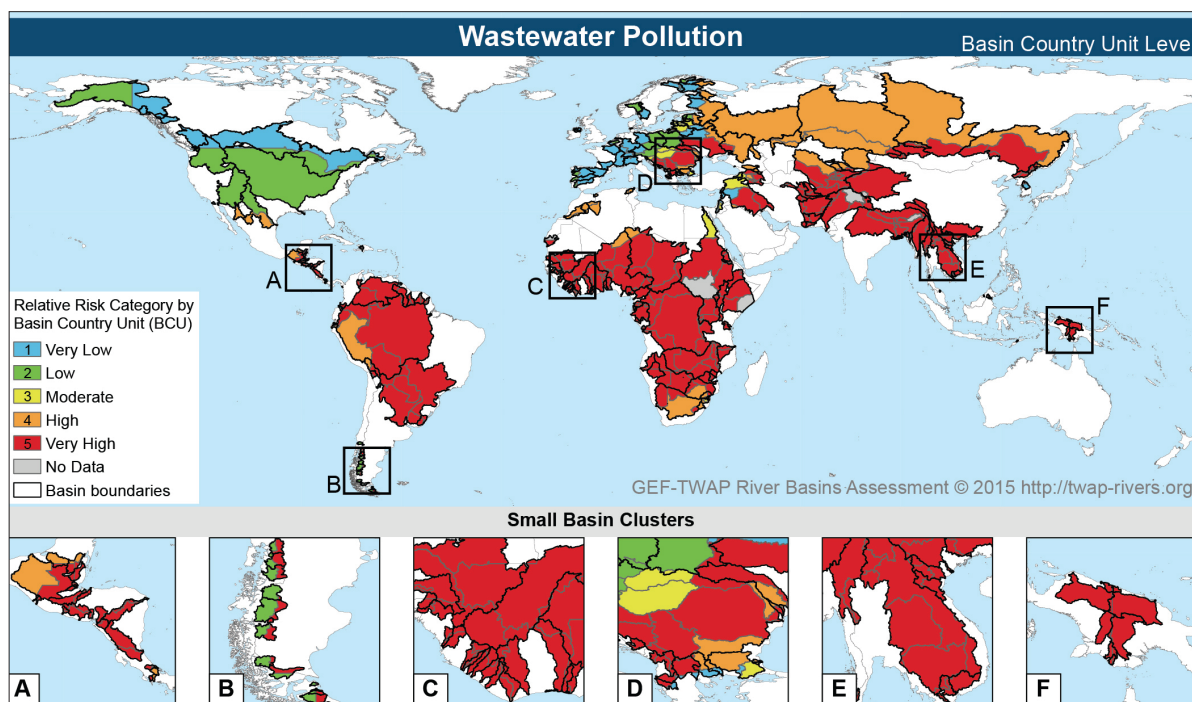 Wastewater Pollution
Basin Country Unit Level
A
B
C
D
E
F
Relative Risk Category by
Basin Country Unit (BCU)
1 Very Low
2 Low
3 Moderate
4 High
5 Very High
No Data
Basin boundaries
GEF-TWAP River Basins Assessment © 2015 http://twap-rivers.org
Small Basin Clusters
A
B
C
D
E
F